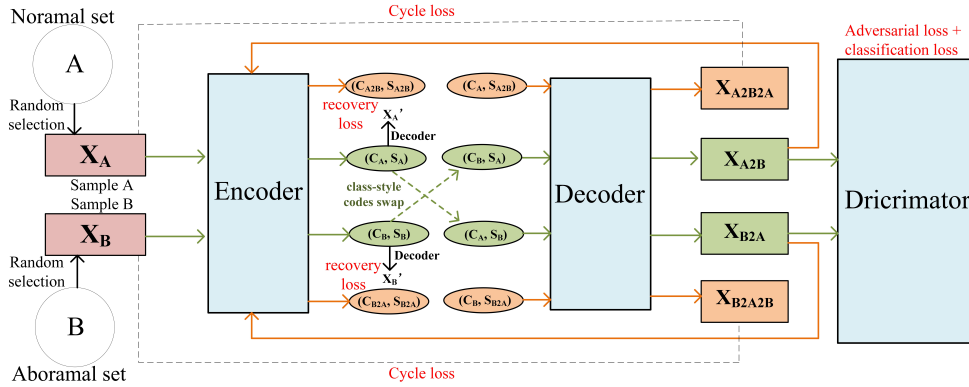 Noramal set
A
Random
selection
X_A
Sample A
Sample B
X_B
Random
selection
B
Aboramal set
Cycle loss
Encoder
(C_A2B, S_A2B)
recovery
loss
X_A'
Decoder
(C_A, S_A)
class-style
codes swap
(C_B, S_B)
Decoder
recovery
loss
X_B'
(C_B2A, S_B2A)
(C_A, S_A2B)
(C_B, S_A)
(C_A, S_B)
(C_B, S_B2A)
Decoder
X_A2B2A
X_A2B
X_B2A
X_B2A2B
Cycle loss
Adversarial loss +
classification loss
Dricrimator